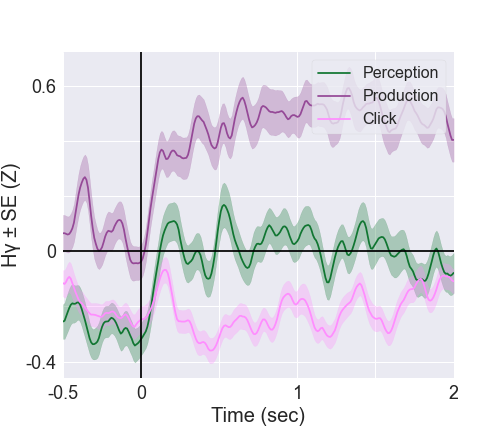 Perception
Production
Click
Hγ ± SE (Z)
0.6
0
-0.4
-0.5
0
1
2
Time (sec)